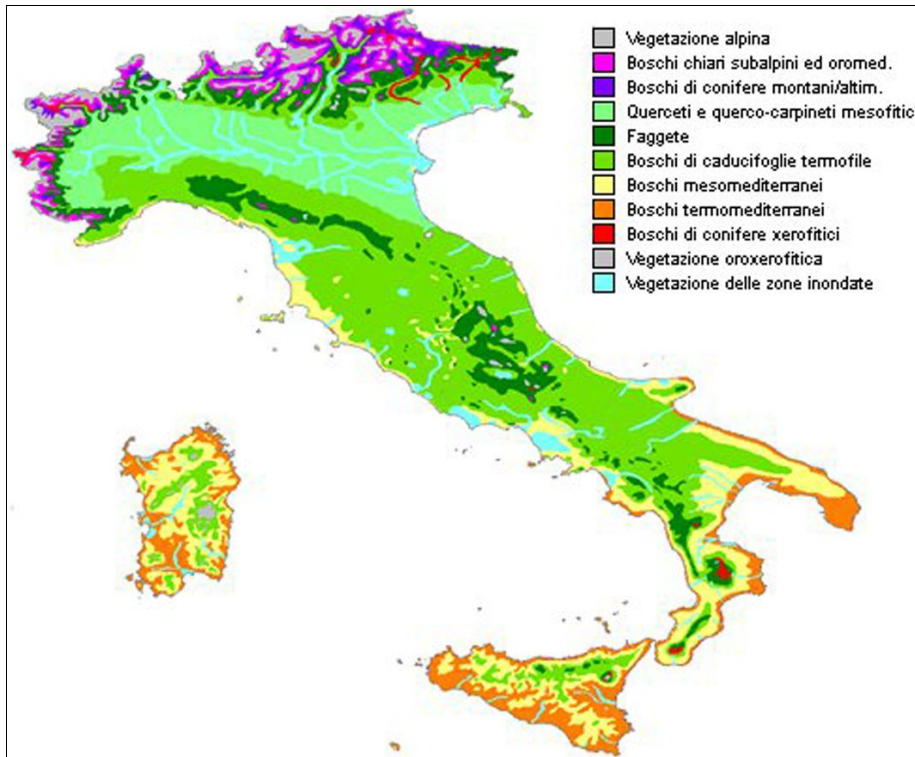 Vegetazione alpina
Boschi chiari subalpini ed oromed.
Boschi di conifere montani/altim.
Querceti e querco-carpineti mesofitic
Faggete
Boschi di caducifoglie termofile
Boschi mesomediterranei
Boschi termomediterranei
Boschi di conifere xerofitici
Vegetazione oroxerofitica
Vegetazione delle zone inondate